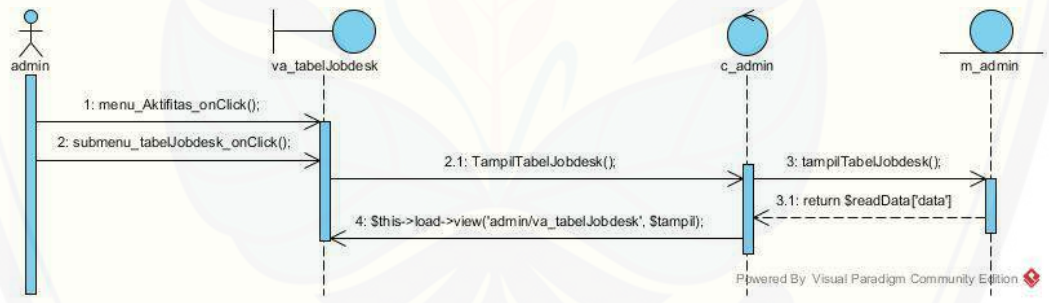 admin
va_tabelJobdesk
c_admin
m_admin
1: menu_Aktifitas_onClick();
2: submenu_tabelJobdesk_onClick();
2.1: TampilTabelJobdesk();
3: tampilTabelJobdesk();
3.1: return $readData['data']
4: $this->load->view('admin/va_tabelJobdesk', $tampil);
Powered By Visual Paradigm Community Edition